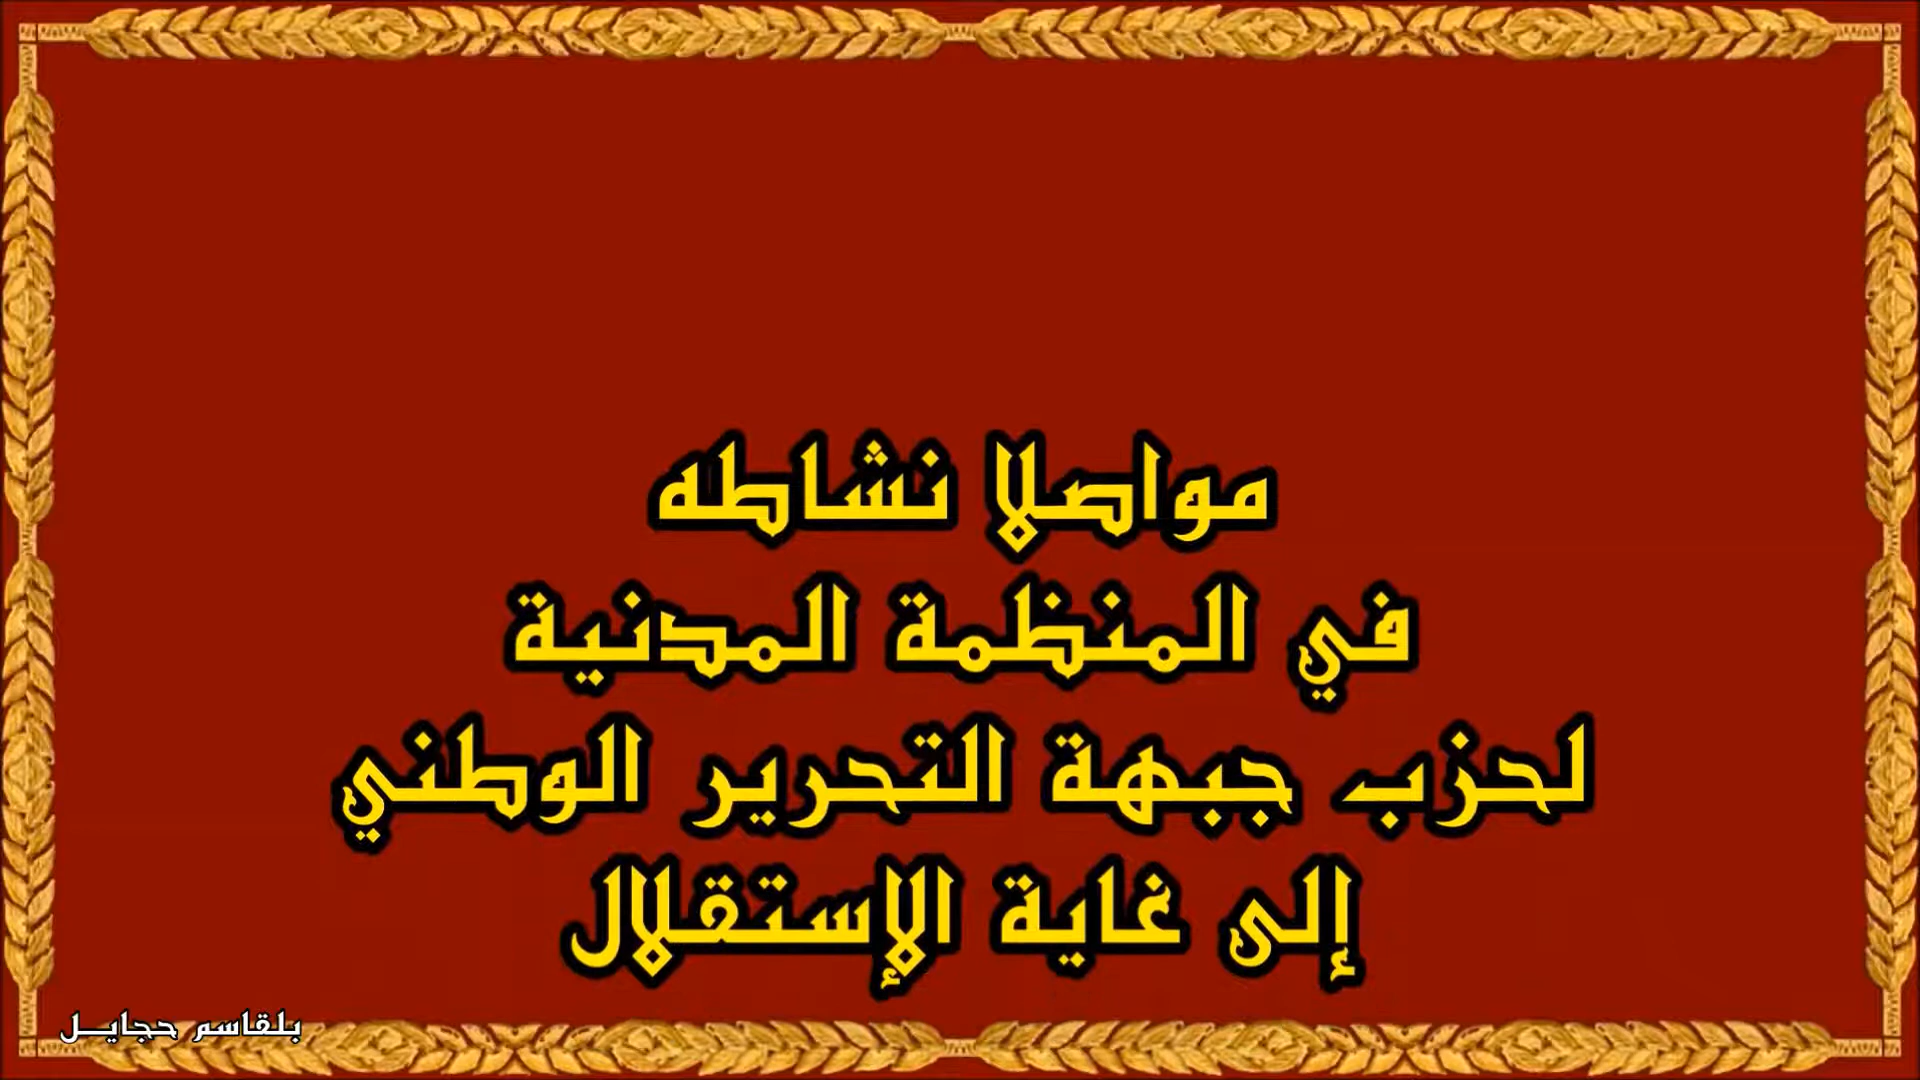 مواصلا نشاطه
في المنظمة المدنية
لحزب جبهة التحرير الوطني
إلى غاية الإستقلال
بلقاسم حجايـل